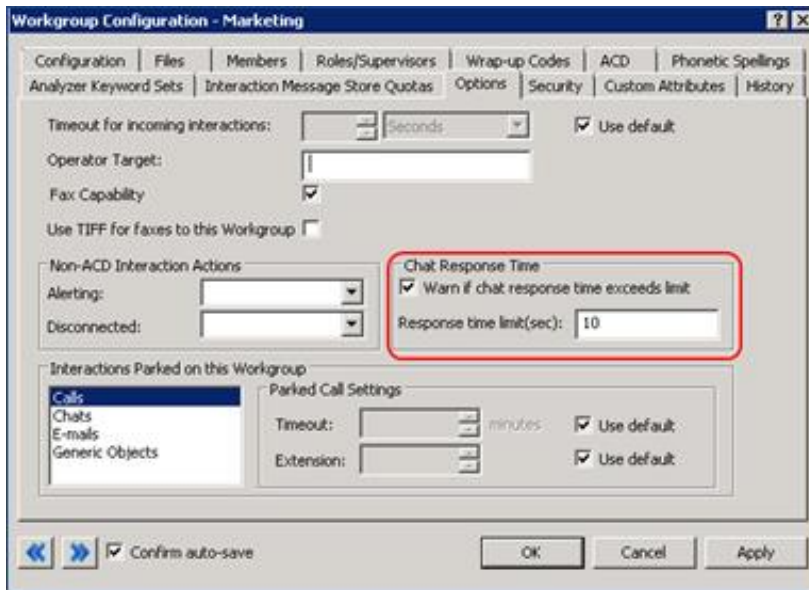 Workgroup Configuration - Marketing
Configuration Files Members Roles/Supervisors Wrap-up Codes ACD Phonetic Spellings
Analyzer Keyword Sets Interaction Message Store Quotas Options Security Custom Attributes History
Timeout for incoming interactions: Seconds Use default
Operator Target:
Fax Capability
Use TIFF for faxes to this Workgroup
Non-ACD Interaction Actions
Alerting:
Disconnected:
Chat Response Time
Warn if chat response time exceeds limit
Response time limit(sec): 10
Interactions Parked on this Workgroup
Calls
Chats
E-mails
Generic Objects
Parked Call Settings
Timeout: minutes Use default
Extension: Use default
Confirm auto-save OK Cancel Apply